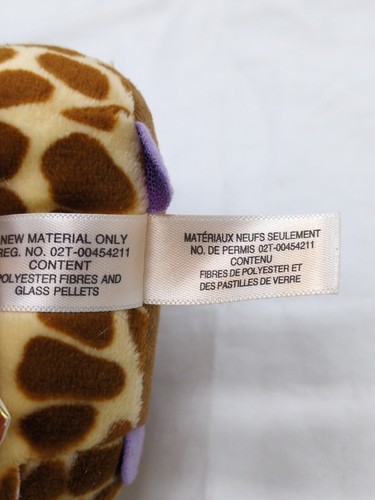 NEW MATERIAL ONLY
REG. NO. 02T-00454211
CONTENT
POLYESTER FIBRES AND
GLASS PELLETS
MATÉRIAUX NEUFS SEULEMENT
NO. DE PERMIS 02T-00454211
CONTENU
FIBRES DE POLYESTER ET
DES PASTILLES DE VERRE